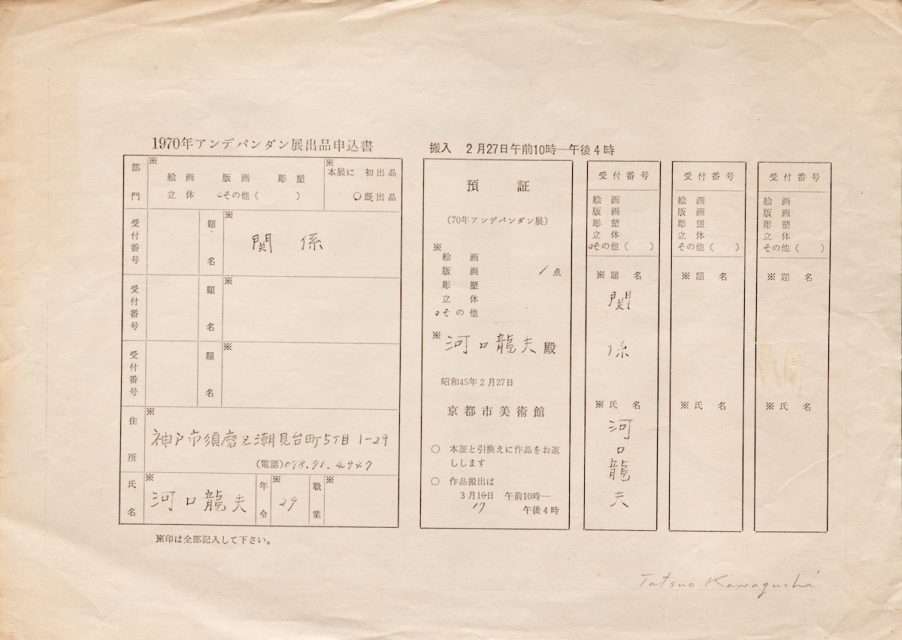 1970年アンデパンダン展出品申込書
部門
※
絵画 版画 彫塑
立体 その他( )
※
本展に 初出品
○既出品
受付番号
題名
※
関係
受付番号
題名
※
受付番号
題名
※
住所
※
神戸市須磨区潮見台町5丁目1-29
(電話)078.71.4947
氏名
※
河口龍夫
年令
※
29
職業
※
※印は全部記入して下さい。
搬入 2月27日午前10時―午後4時
預証
(70年アンデパンダン展)
※
絵画
版画 1点
彫塑
立体
その他
※
河口龍夫殿
昭和45年2月27日
京都市美術館
○ 本証と引換えに作品をお返
しします
○ 作品搬出は
3月16日 午前10時―
17 午後4時
受付番号
絵画
版画
彫塑
立体
その他( )
※題名
関係
※氏名
河口龍夫
受付番号
絵画
版画
彫塑
立体
その他( )
※題名
※氏名
受付番号
絵画
版画
彫塑
立体
その他( )
※題名
※氏名
Tatsuo Kawaguchi